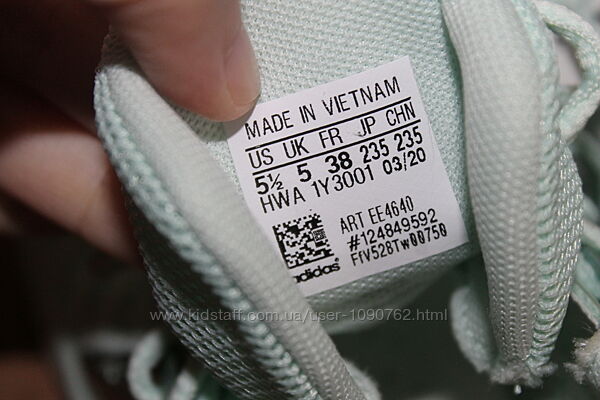 MADE IN VIETNAM
US UK FR JP CHN
5½ 5 38 235 235
HWA 1Y3001 03/20
ART EE4640
#124849592
FfV528Tw00750
adidas
www.kidstaff.com.ua/user-1090762.html